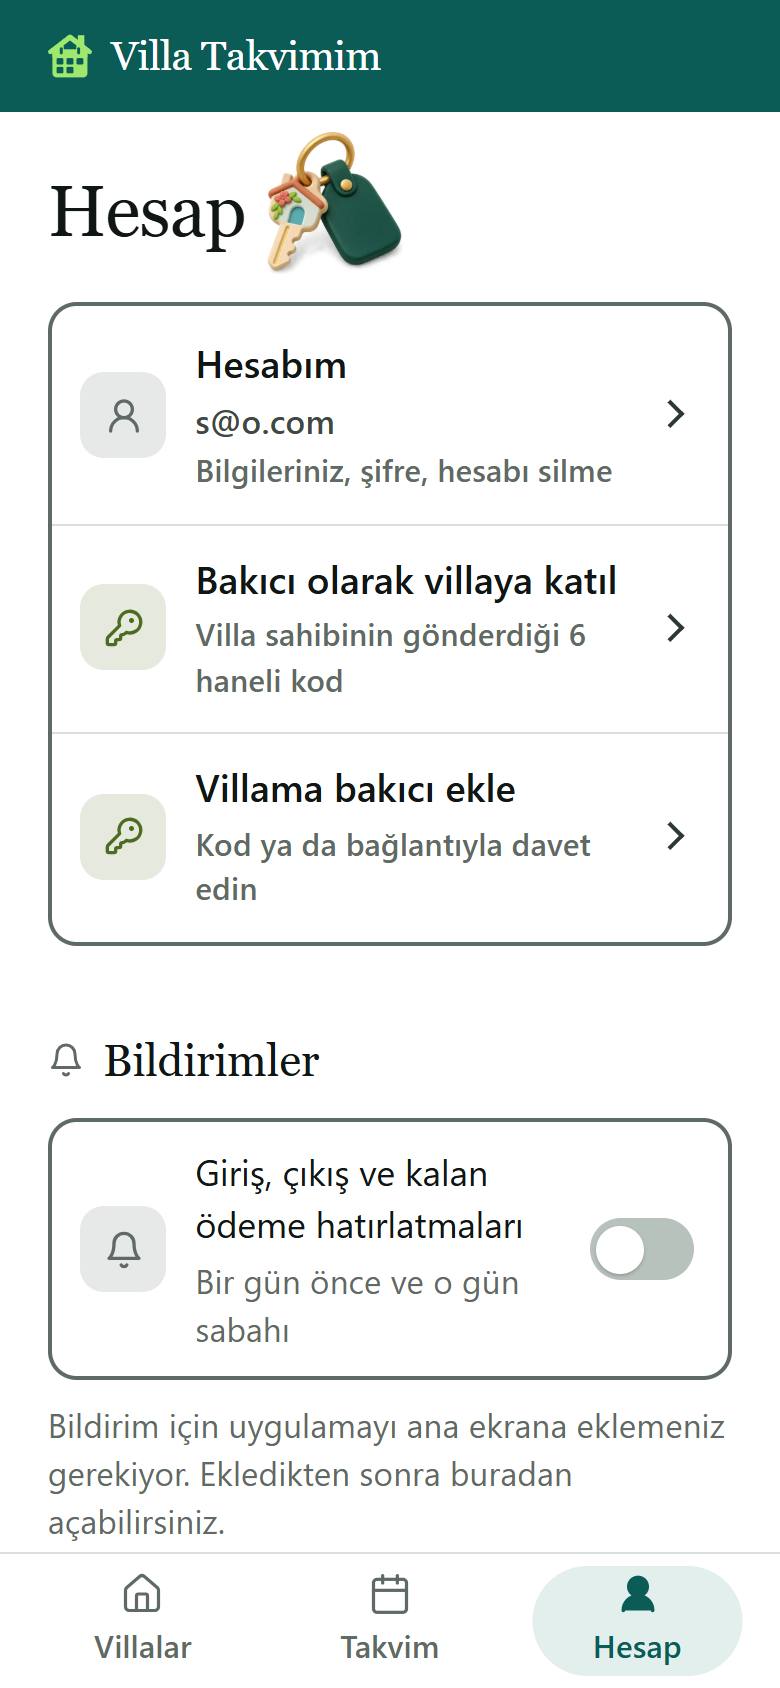 Villa Takvimim
Hesap
Hesabım
s@o.com
Bilgileriniz, şifre, hesabı silme
Bakıcı olarak villaya katıl
Villa sahibinin gönderdiği 6
haneli kod
Villama bakıcı ekle
Kod ya da bağlantıyla davet
edin
Bildirimler
Giriş, çıkış ve kalan
ödeme hatırlatmaları
Bir gün önce ve o gün
sabahı
Bildirim için uygulamayı ana ekrana eklemeniz
gerekiyor. Ekledikten sonra buradan
açabilirsiniz.
Villalar
Takvim
Hesap